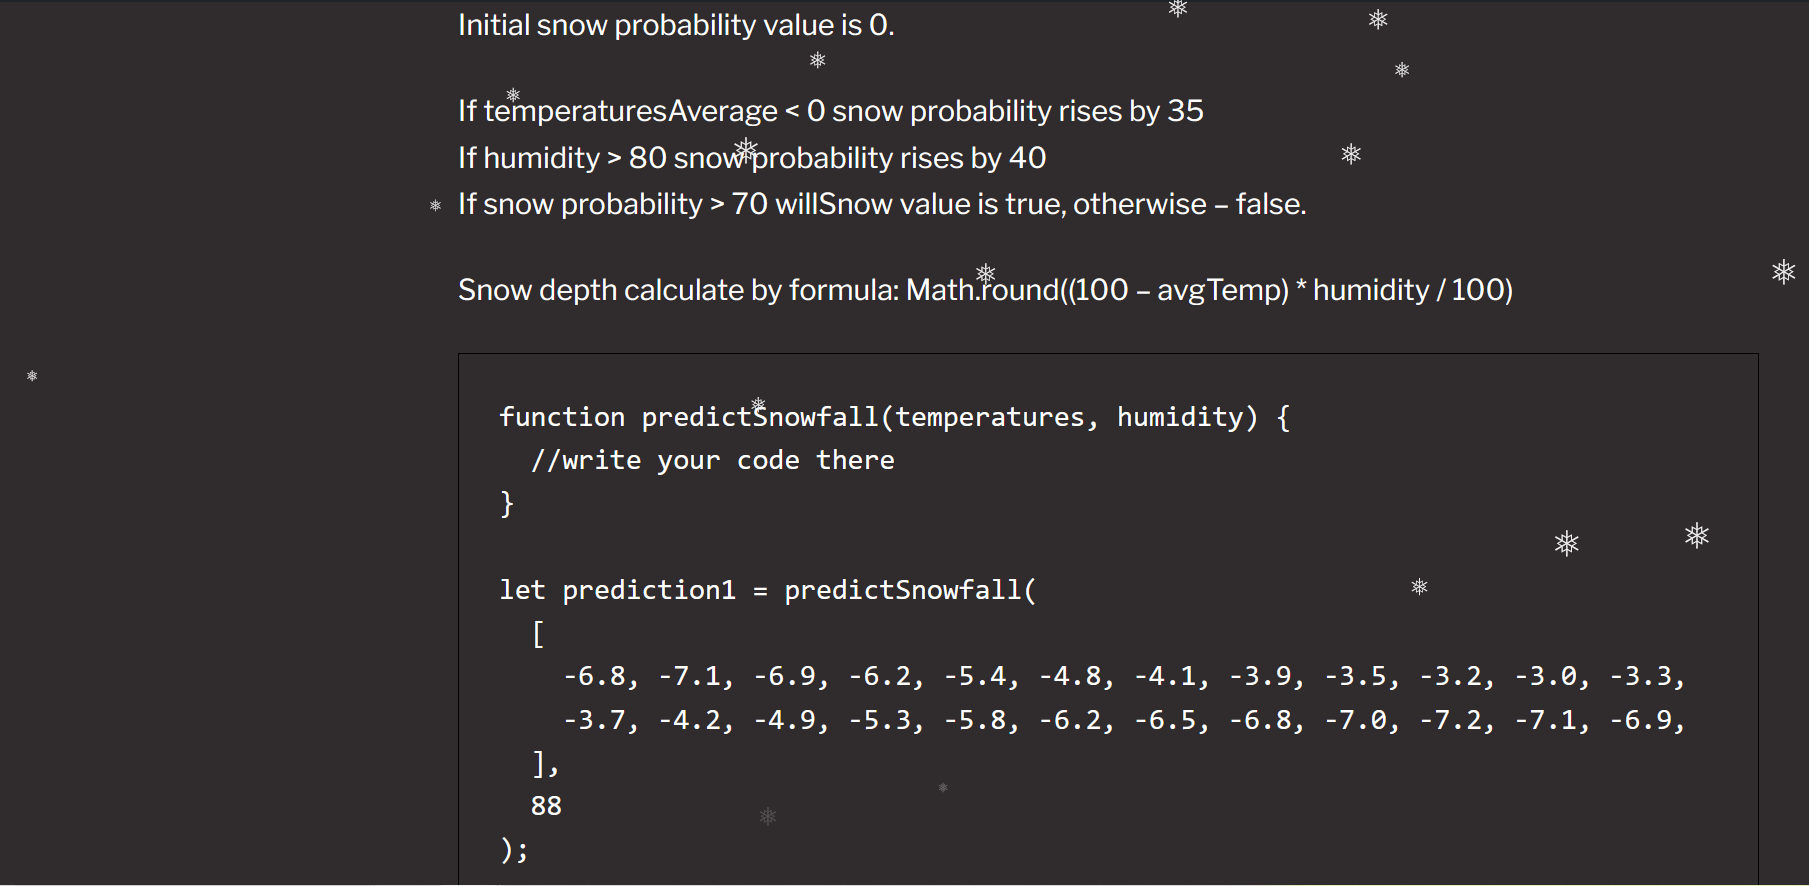 Initial snow probability value is 0.
If temperaturesAverage < 0 snow probability rises by 35
If humidity > 80 snow probability rises by 40
If snow probability > 70 willSnow value is true, otherwise – false.
Snow depth calculate by formula: Math.round((100 – avgTemp) * humidity / 100)
function predictSnowfall(temperatures, humidity) {
//write your code there
}
let prediction1 = predictSnowfall(
[
-6.8, -7.1, -6.9, -6.2, -5.4, -4.8, -4.1, -3.9, -3.5, -3.2, -3.0, -3.3,
-3.7, -4.2, -4.9, -5.3, -5.8, -6.2, -6.5, -6.8, -7.0, -7.2, -7.1, -6.9,
],
88
);